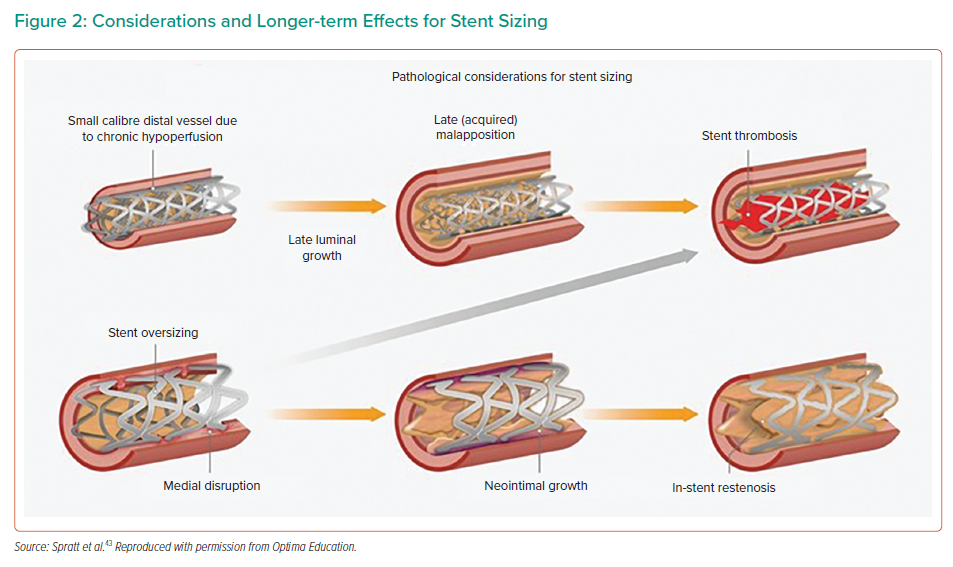 Figure 2: Considerations and Longer-term Effects for Stent Sizing
Pathological considerations for stent sizing
Small calibre distal vessel due
to chronic hypoperfusion
Late (acquired)
malapposition
Stent thrombosis
Late luminal
growth
Stent oversizing
Medial disruption
Neointimal growth
In-stent restenosis
Source: Spratt et al.⁴³ Reproduced with permission from Optima Education.